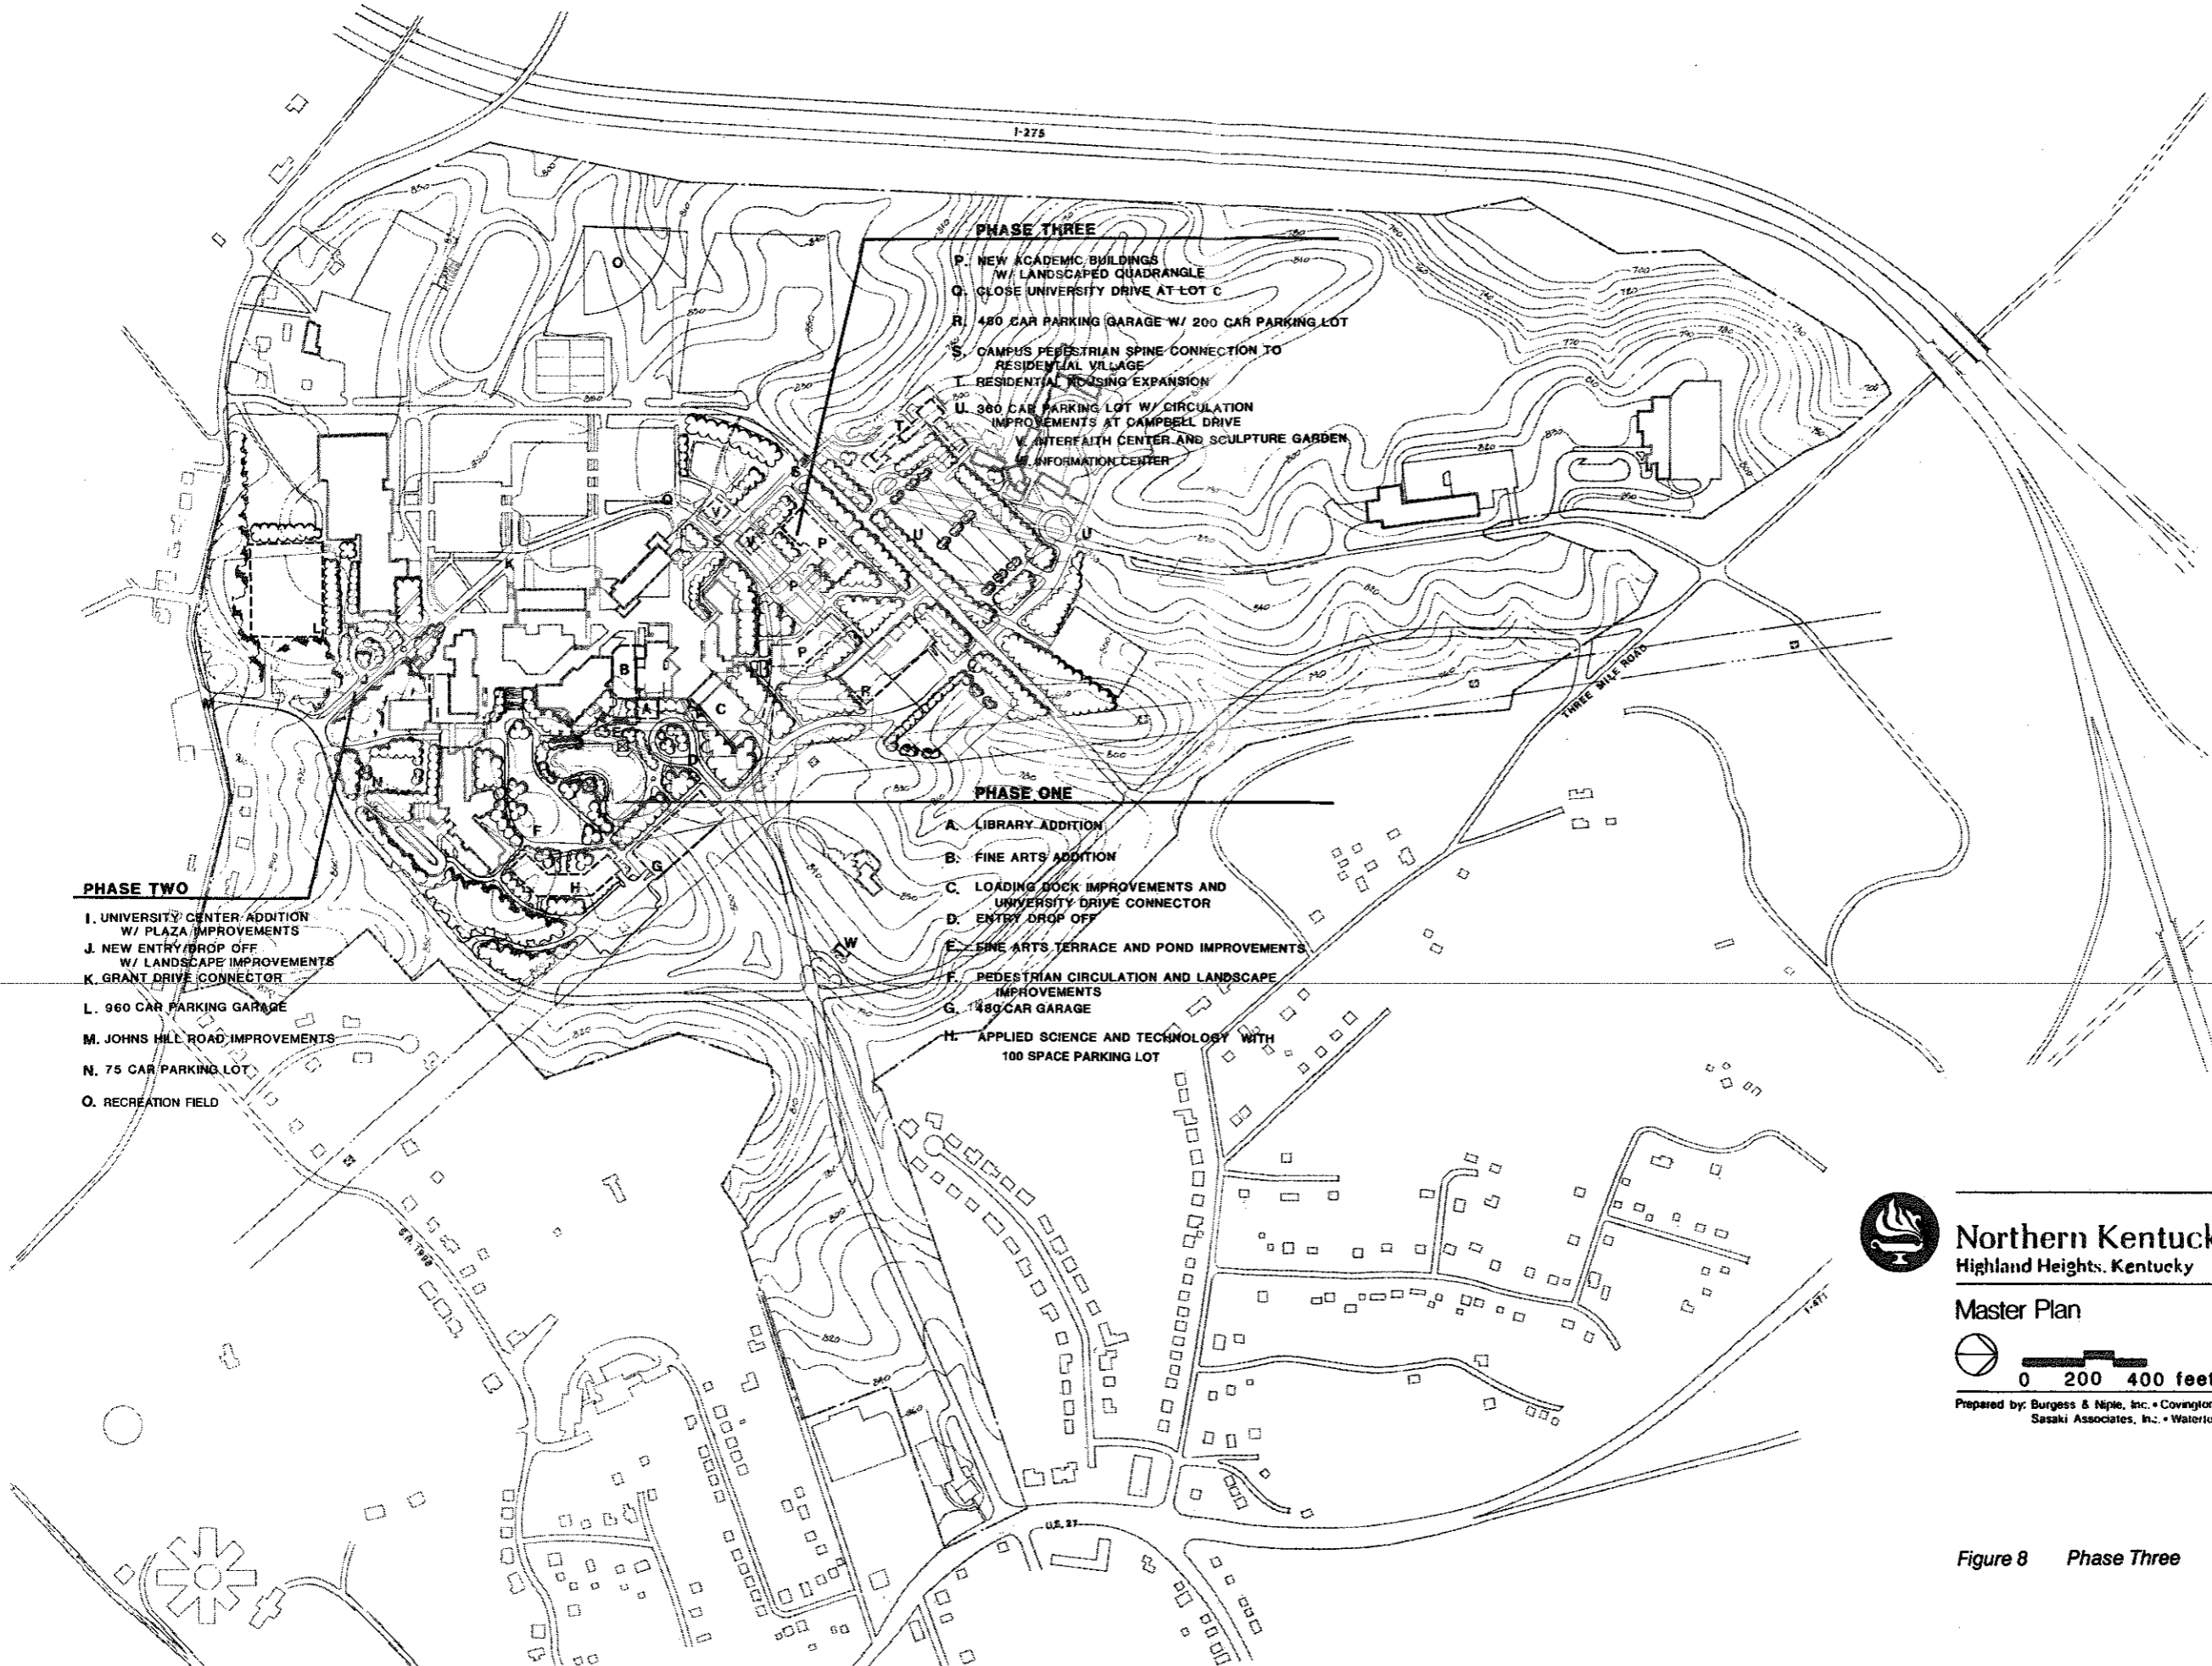 I-275
PHASE THREE
P. NEW ACADEMIC BUILDINGS
W/ LANDSCAPED QUADRANGLE
Q. CLOSE UNIVERSITY DRIVE AT LOT C
R. 480 CAR PARKING GARAGE W/ 200 CAR PARKING LOT
S. CAMPUS PEDESTRIAN SPINE CONNECTION TO
RESIDENTIAL VILLAGE
T. RESIDENTIAL HOUSING EXPANSION
U. 360 CAR PARKING LOT W/ CIRCULATION
IMPROVEMENTS AT CAMPBELL DRIVE
V. INTERFAITH CENTER AND SCULPTURE GARDEN
W. INFORMATION CENTER
THREE MILE ROAD
PHASE ONE
A. LIBRARY ADDITION
B. FINE ARTS ADDITION
C. LOADING DOCK IMPROVEMENTS AND
UNIVERSITY DRIVE CONNECTOR
D. ENTRY DROP OFF
E. FINE ARTS TERRACE AND POND IMPROVEMENTS
F. PEDESTRIAN CIRCULATION AND LANDSCAPE
IMPROVEMENTS
G. 480 CAR GARAGE
H. APPLIED SCIENCE AND TECHNOLOGY WITH
100 SPACE PARKING LOT
PHASE TWO
I. UNIVERSITY CENTER ADDITION
W/ PLAZA IMPROVEMENTS
J. NEW ENTRY/DROP OFF
W/ LANDSCAPE IMPROVEMENTS
K. GRANT DRIVE CONNECTOR
L. 960 CAR PARKING GARAGE
M. JOHNS HILL ROAD IMPROVEMENTS
N. 75 CAR PARKING LOT
O. RECREATION FIELD
O
T
S
Q
V
U
U
K
S
V
P
P
P
L
B
R
A
C
M
E
D
N
F
G
H
W
I-471
U.S. 27
Northern Kentuck
Highland Heights, Kentucky
Master Plan
0 200 400 feet
Prepared by: Burgess & Niple, Inc. • Covington
Sasaki Associates, Inc. •
Figure 8 Phase Three